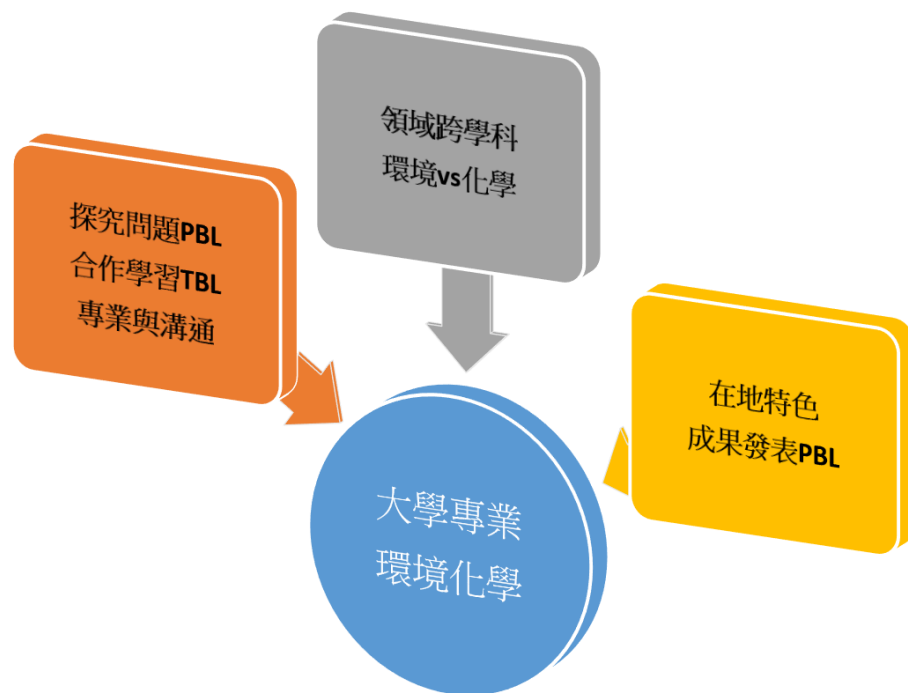 領域跨學科
環境vs化學
探究問題PBL
合作學習TBL
專業與溝通
在地特色
成果發表PBL
大學專業
環境化學